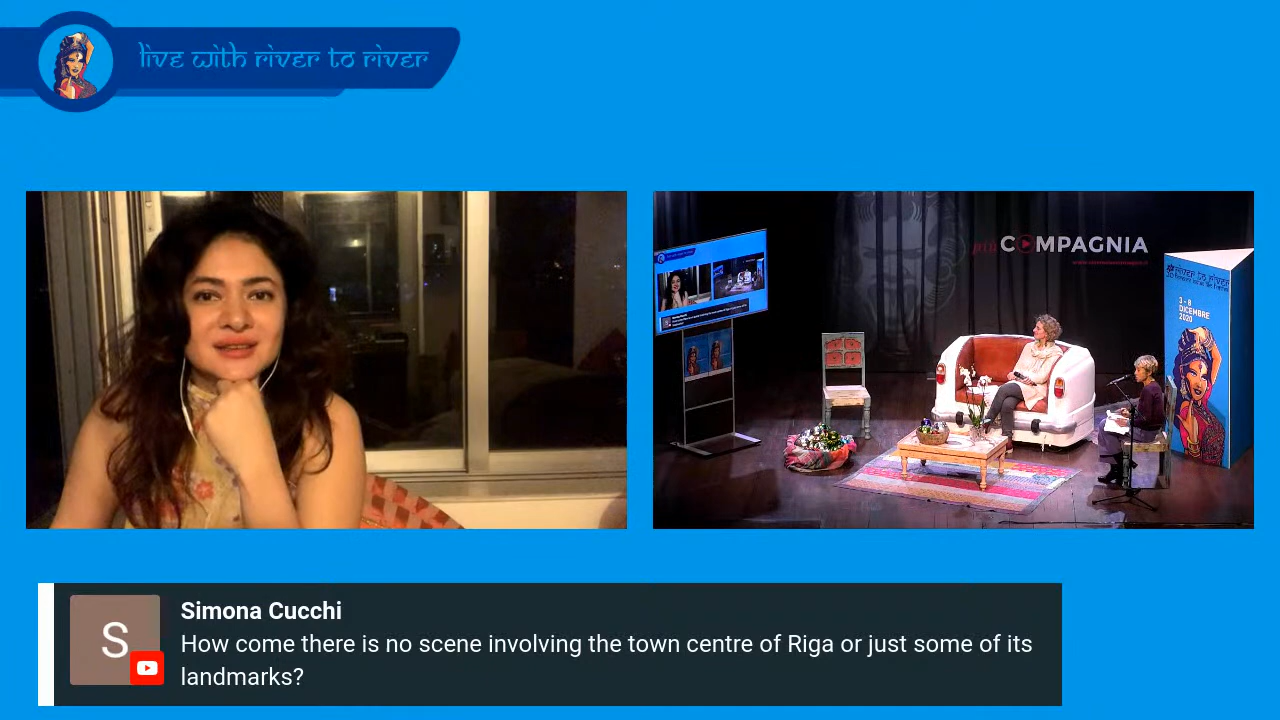 live with river to river
più COMPAGNIA
river to river
3 - 8
DICEMBRE
2020
S
Simona Cucchi
How come there is no scene involving the town centre of Riga or just some of its
landmarks?